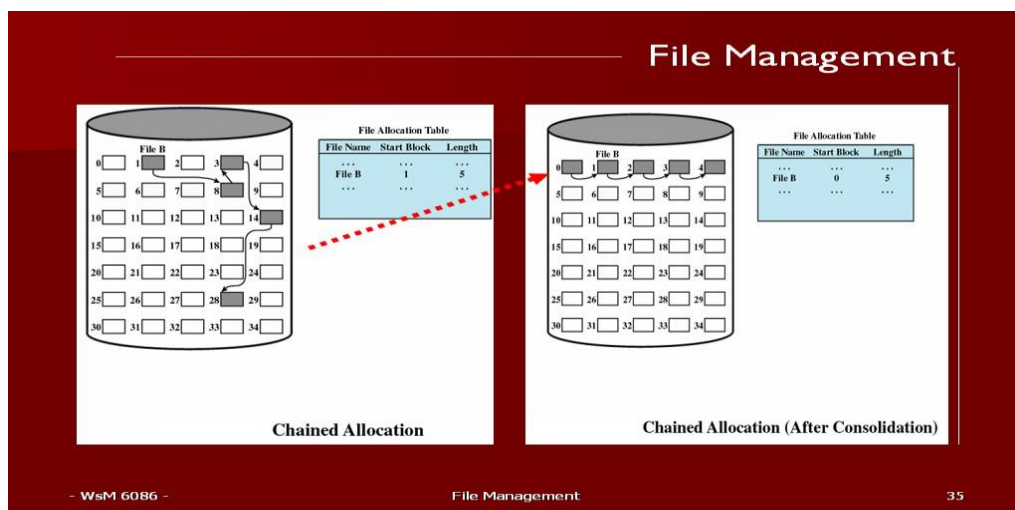 File Management
File B
0 1 2 3 4
5 6 7 8 9
10 11 12 13 14
15 16 17 18 19
20 21 22 23 24
25 26 27 28 29
30 31 32 33 34
File Allocation Table
File Name Start Block Length
... ... ...
File B 1 5
... ... ...
Chained Allocation
File B
0 1 2 3 4
5 6 7 8 9
10 11 12 13 14
15 16 17 18 19
20 21 22 23 24
25 26 27 28 29
30 31 32 33 34
File Allocation Table
File Name Start Block Length
... ... ...
File B 0 5
... ... ...
Chained Allocation (After Consolidation)
- WsM 6086 - File Management 35